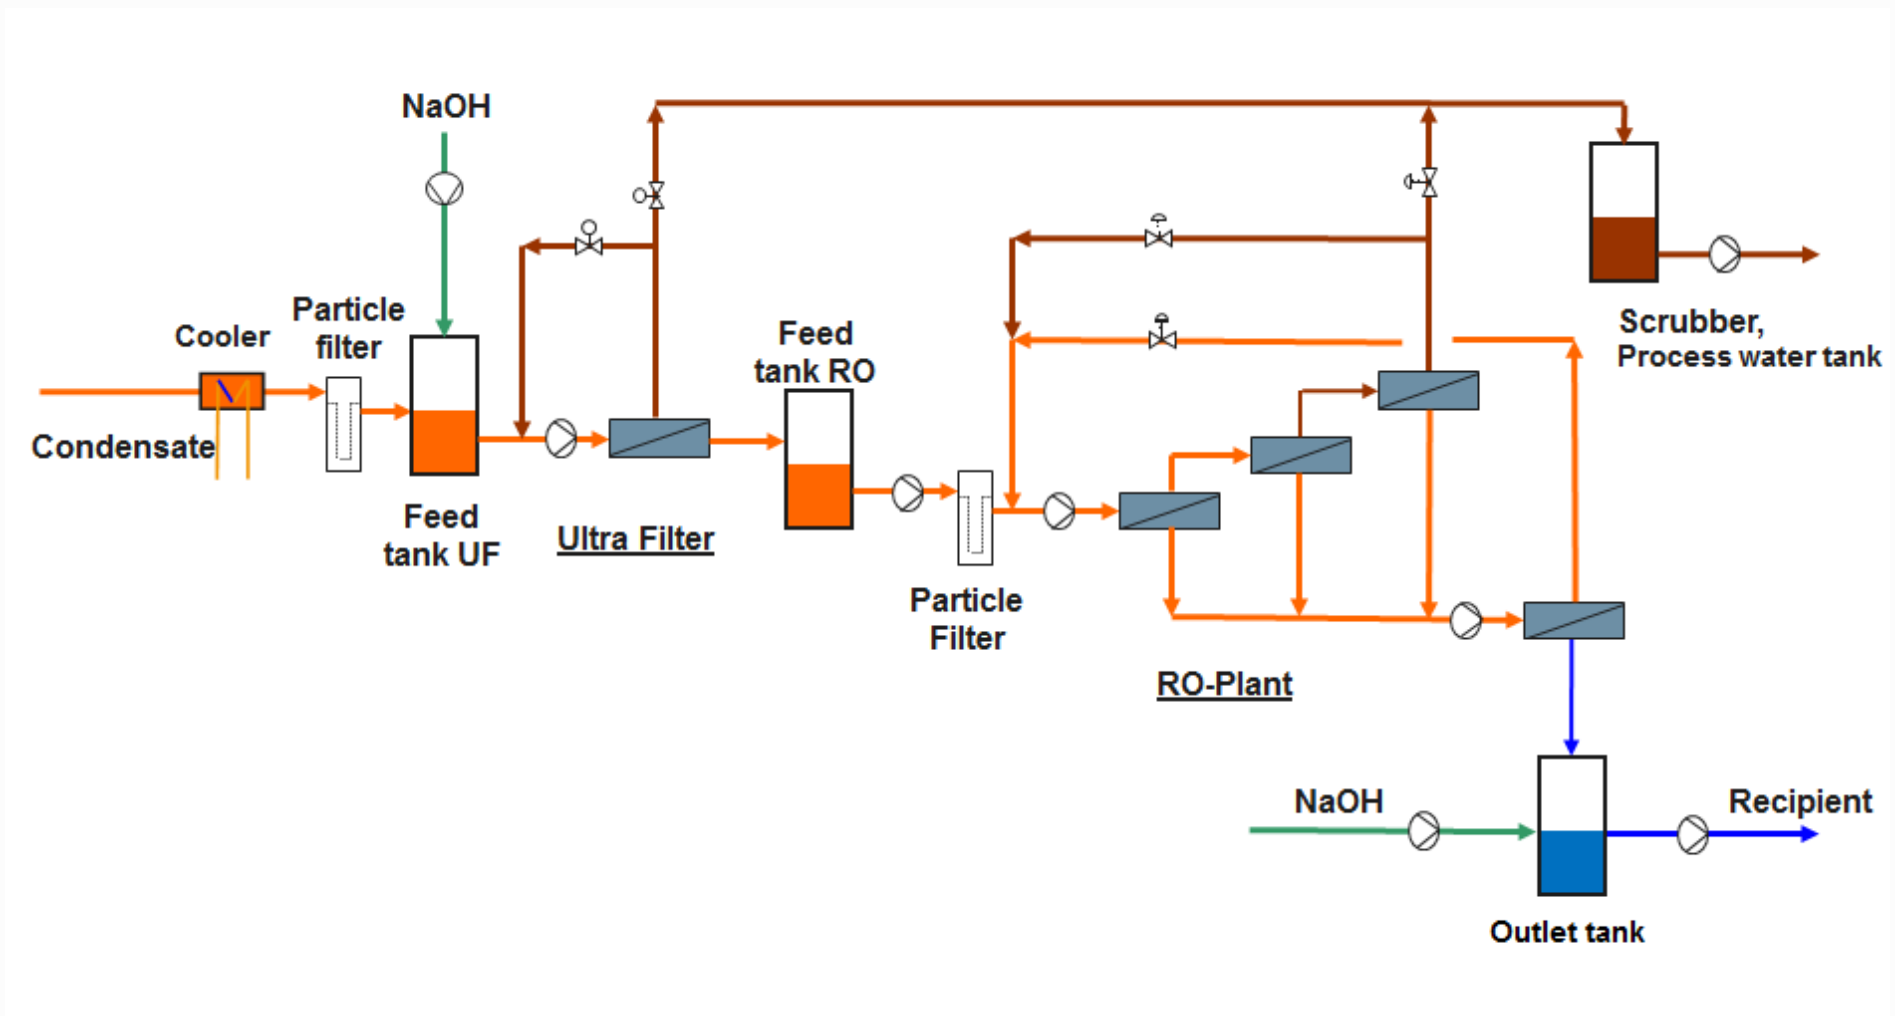 NaOH
Particle
filter
Cooler
Condensate
Feed
tank UF
Ultra Filter
Feed
tank RO
Particle
Filter
RO-Plant
Scrubber,
Process water tank
NaOH
Recipient
Outlet tank